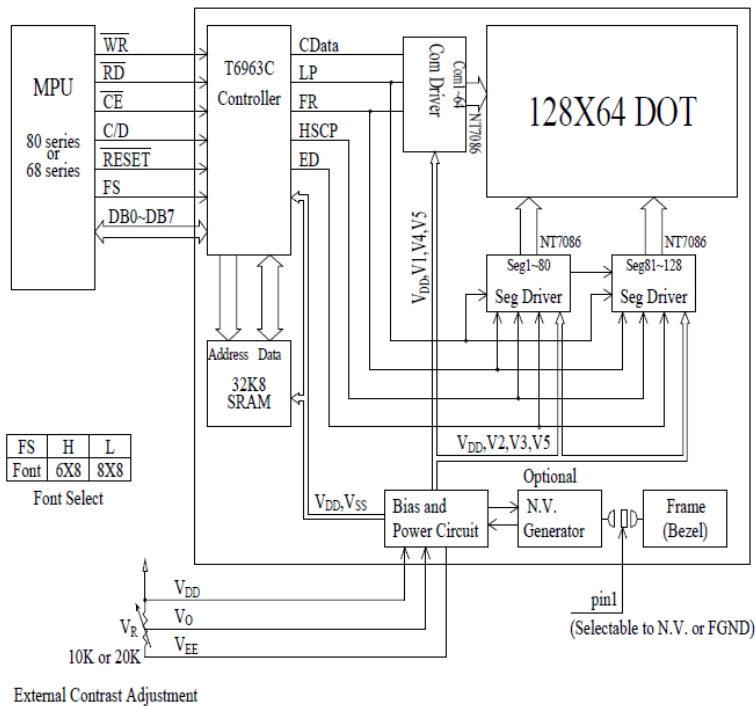 MPU
80 series
or
68 series
WR
RD
CE
C/D
RESET
FS
DB0~DB7
T6963C
Controller
CData
LP
FR
HSCP
ED
Com Driver
Com1~64
NT7086
128X64 DOT
NT7086
NT7086
Seg1~80
Seg Driver
Seg81~128
Seg Driver
VDD,V1,V4,V5
Address Data
32K8
SRAM
VDD,V2,V3,V5
FS H L
Font 6X8 8X8
Font Select
VDD,VSS
Bias and
Power Circuit
Optional
N.V.
Generator
Frame
(Bezel)
VDD
VO
VR
VEE
10K or 20K
pin1
(Selectable to N.V. or FGND)
External Contrast Adjustment